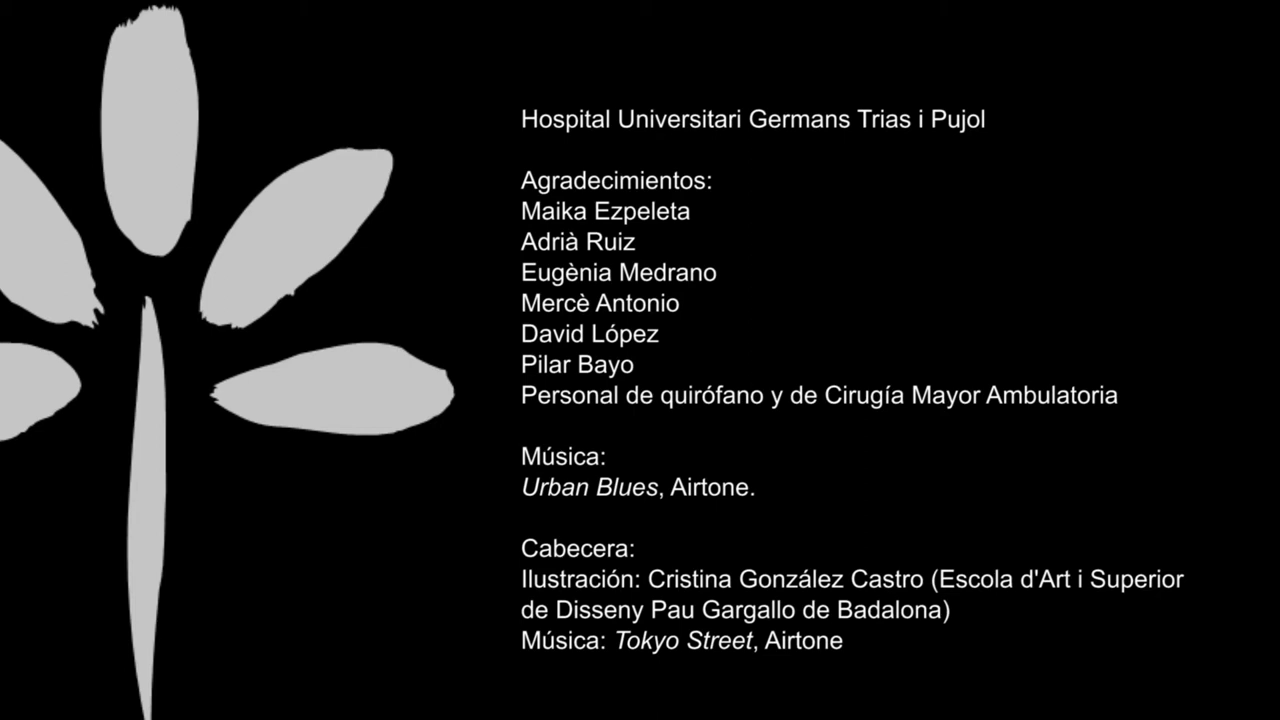 Hospital Universitari Germans Trias i Pujol
Agradecimientos:
Maika Ezpeleta
Adrià Ruiz
Eugènia Medrano
Mercè Antonio
David López
Pilar Bayo
Personal de quirófano y de Cirugía Mayor Ambulatoria
Música:
Urban Blues, Airtone.
Cabecera:
Ilustración: Cristina González Castro (Escola d'Art i Superior
de Disseny Pau Gargallo de Badalona)
Música: Tokyo Street, Airtone